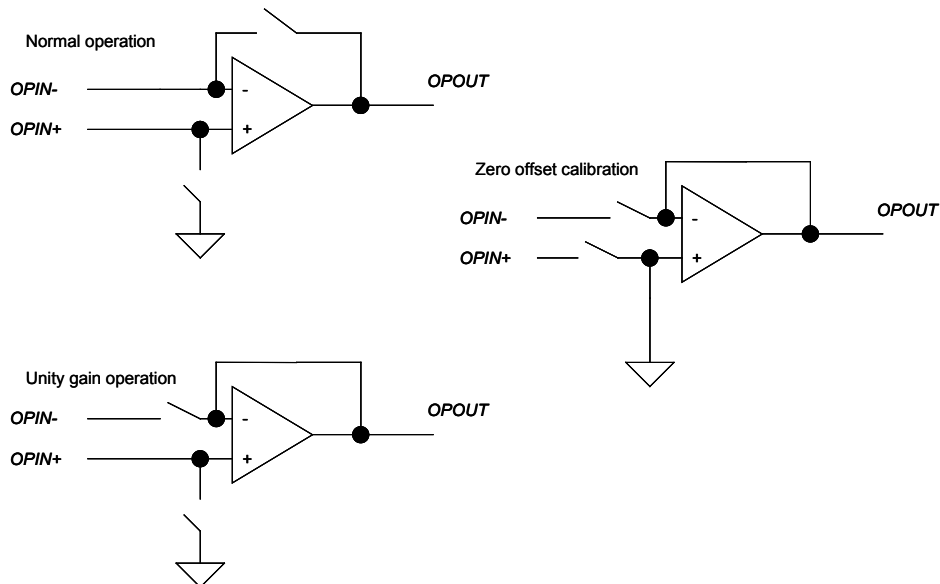 Normal operation
OPIN-
OPIN+
-
+
OPOUT
Zero offset calibration
OPIN-
OPIN+
-
+
OPOUT
Unity gain operation
OPIN-
OPIN+
-
+
OPOUT